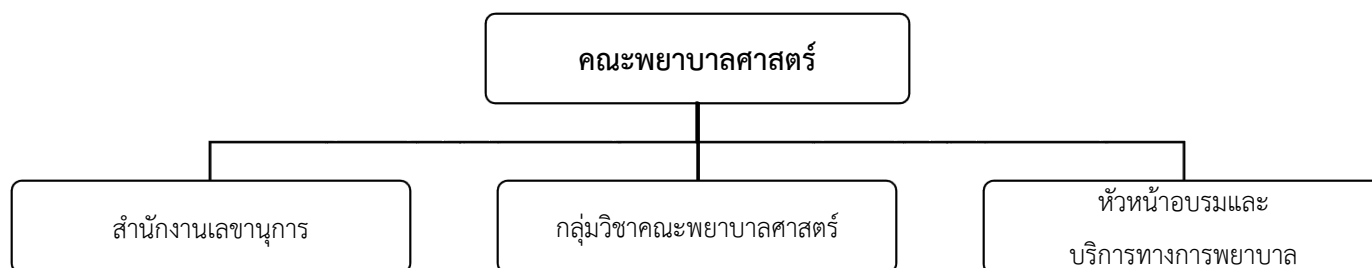 คณะพยาบาลศาสตร์
สำนักงานเลขานุการ
กลุ่มวิชาคณะพยาบาลศาสตร์
หัวหน้าอบรมและ
บริการทางการพยาบาล